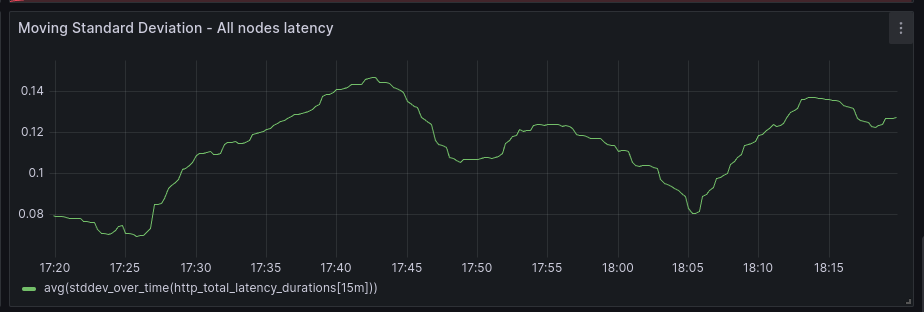 Moving Standard Deviation - All nodes latency
0.14
0.12
0.1
0.08
17:20 17:25 17:30 17:35 17:40 17:45 17:50 17:55 18:00 18:05 18:10 18:15
avg(stddev_over_time(http_total_latency_durations[15m]))